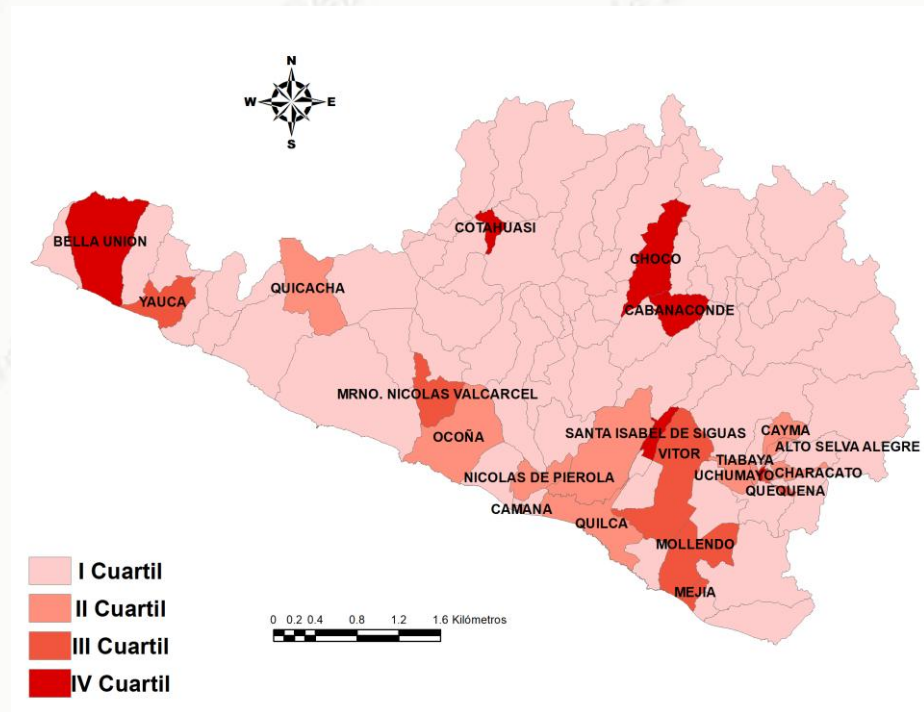 N
W E
S
COTAHUASI
BELLA UNION
CHOCO
QUICACHA
YAUCA
CABANACONDE
MRNO. NICOLAS VALCARCEL
OCOÑA
SANTA ISABEL DE SIGUAS
CAYMA
ALTO SELVA ALEGRE
VITOR
TIABAYA
NICOLAS DE PIEROLA
UCHUMAYO
CHARACATO
QUEQUENA
CAMANA
QUILCA
MOLLENDO
MEJIA
I Cuartil
II Cuartil
III Cuartil
IV Cuartil
0 0.2 0.4 0.8 1.2 1.6 Kilómetros